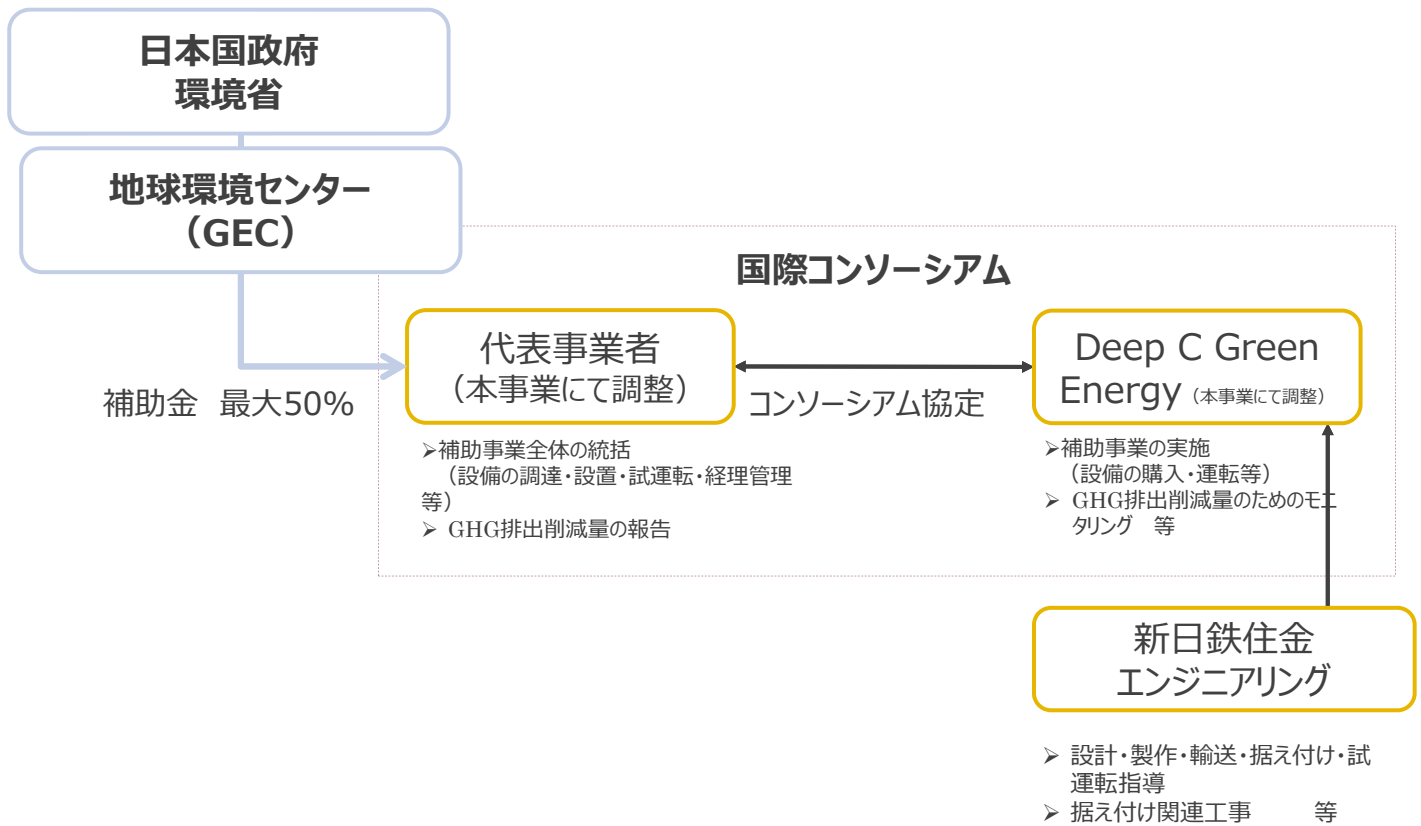 日本国政府
環境省
地球環境センター
（GEC）
国際コンソーシアム
代表事業者
（本事業にて調整）
Deep C Green
Energy（本事業にて調整）
補助金　最大50%
コンソーシアム協定
➢補助事業全体の統括
（設備の調達・設置・試運転・経理管理
等）
➢ GHG排出削減量の報告
➢補助事業の実施
（設備の購入・運転等）
➢ GHG排出削減量のためのモニ
タリング　等
新日鉄住金
エンジニアリング
➢ 設計・製作・輸送・据え付け・試
運転指導
➢ 据え付け関連工事　　等